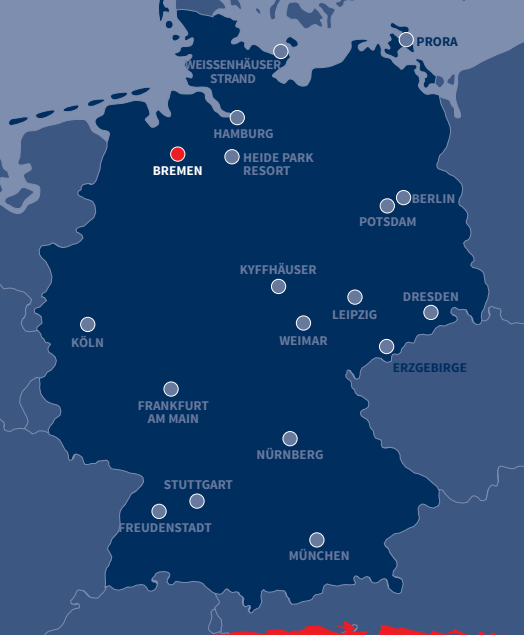 PRORA
WEISSENHÄUSER
STRAND
HAMBURG
HEIDE PARK
RESORT
BREMEN
BERLIN
POTSDAM
KYFFHÄUSER
DRESDEN
LEIPZIG
WEIMAR
KÖLN
ERZGEBIRGE
FRANKFURT
AM MAIN
NÜRNBERG
STUTTGART
FREUDENSTADT
MÜNCHEN